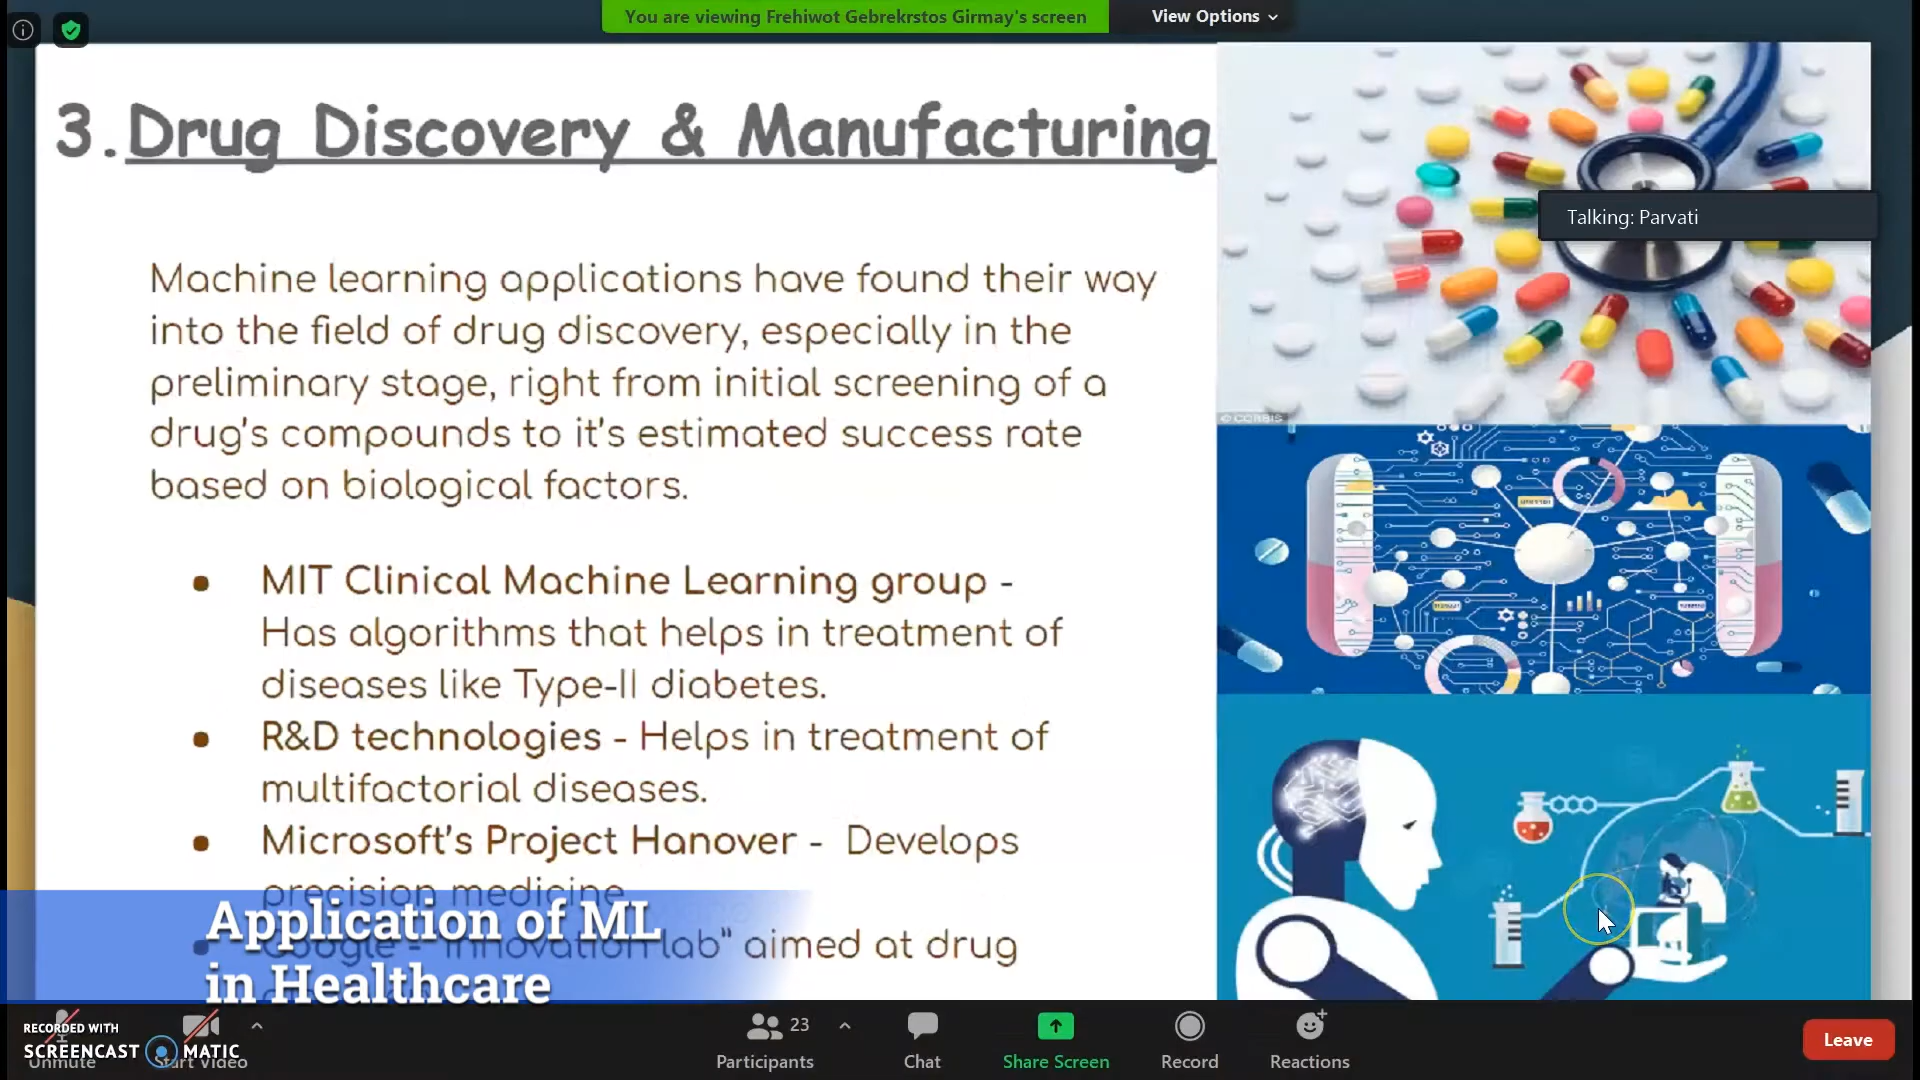 You are viewing Frehiwot Gebrekrstos Girmay's screen
View Options
3. Drug Discovery & Manufacturing
Talking: Parvati
Machine learning applications have found their way
into the field of drug discovery, especially in the
preliminary stage, right from initial screening of a
drug's compounds to it's estimated success rate
based on biological factors.
© CORBIS
• MIT Clinical Machine Learning group -
Has algorithms that helps in treatment of
diseases like Type-II diabetes.
• R&D technologies - Helps in treatment of
multifactorial diseases.
• Microsoft's Project Hanover - Develops
precision medicine
• Google - "Innovation lab" aimed at drug
Application of ML
in Healthcare
RECORDED WITH
SCREENCAST MATIC
Unmute
Start Video
23
Participants
Chat
Share Screen
Record
Reactions
Leave